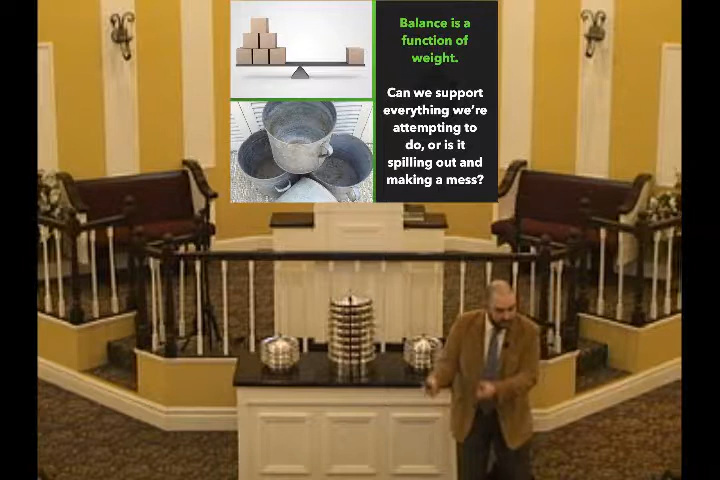 Balance is a
function of
weight.
Can we support
everything we're
attempting to
do, or is it
spilling out and
making a mess?